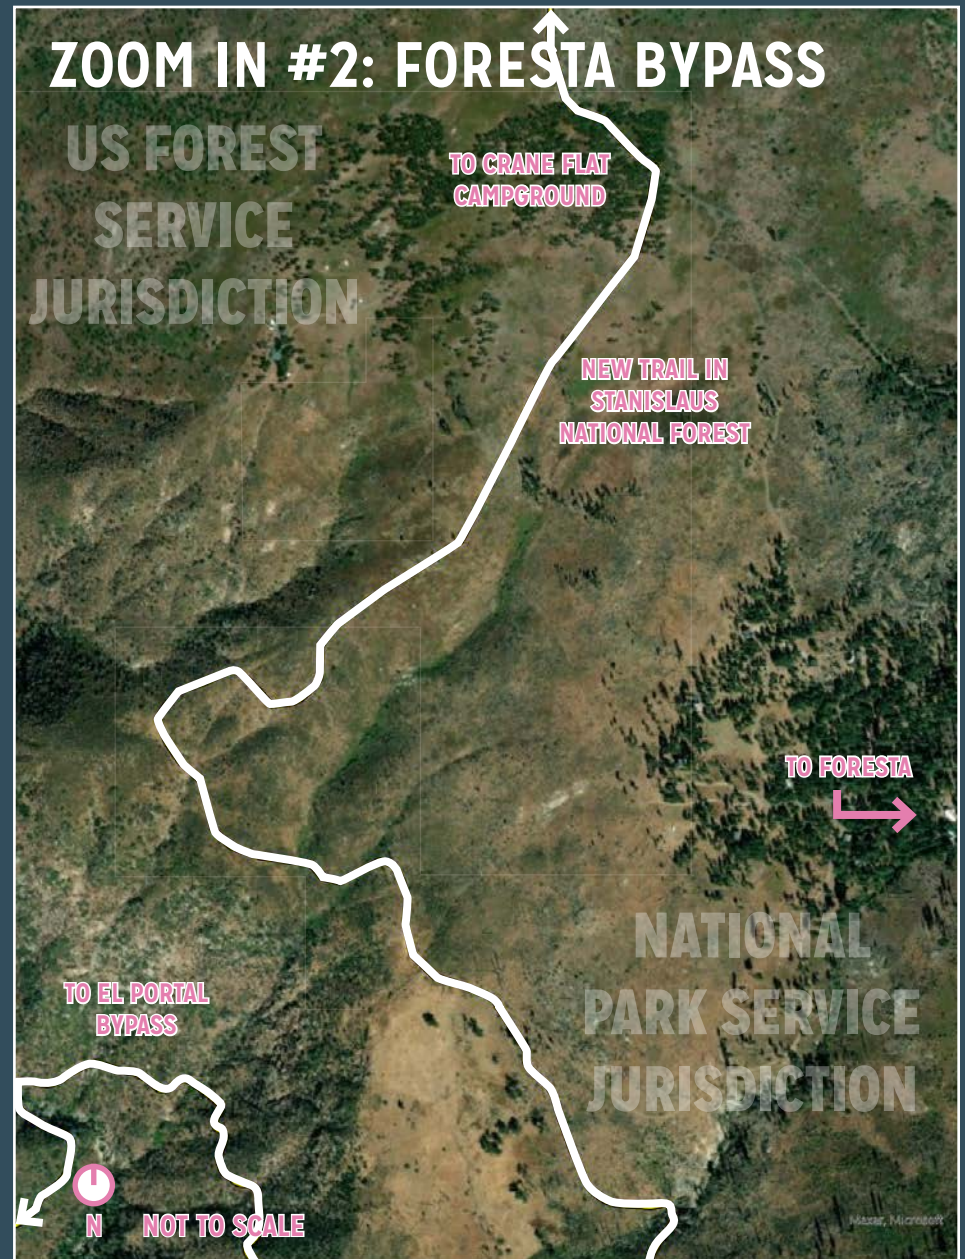 ZOOM IN #2: FORESTA BYPASS
US FOREST
SERVICE
JURISDICTION
TO CRANE FLAT
CAMPGROUND
NEW TRAIL IN
STANISLAUS
NATIONAL FOREST
TO FORESTA
NATIONAL
PARK SERVICE
JURISDICTION
TO EL PORTAL
BYPASS
N
NOT TO SCALE
Maxar, Microsoft